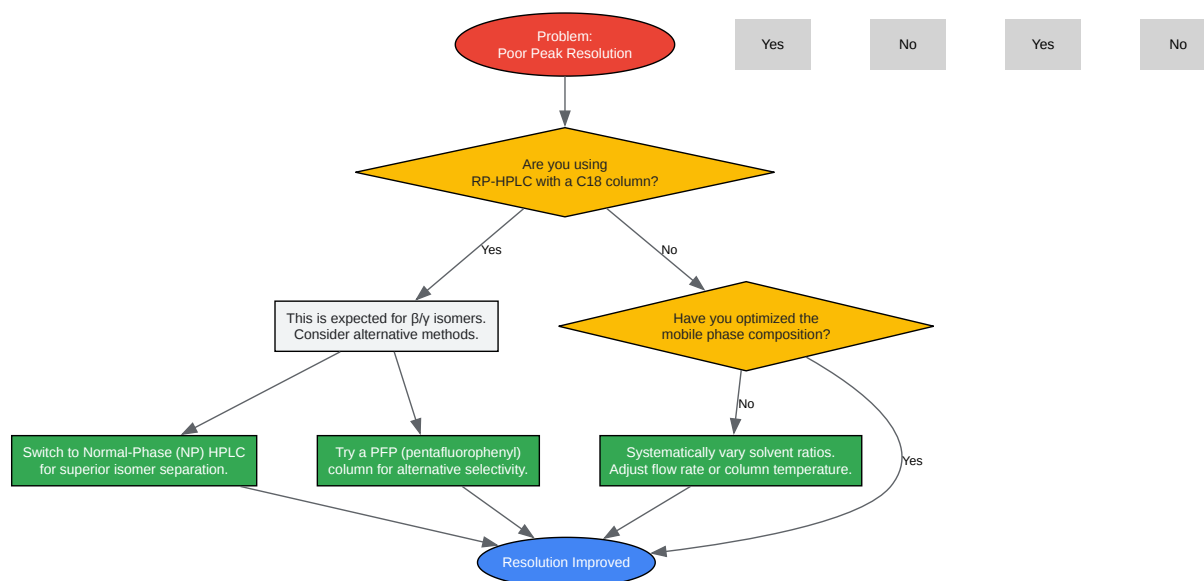 Problem:
Poor Peak Resolution
Yes
No
Yes
No
Are you using
RP-HPLC with a C18 column?
Yes
No
This is expected for β/γ isomers.
Consider alternative methods.
Have you optimized the
mobile phase composition?
No
Switch to Normal-Phase (NP) HPLC
for superior isomer separation.
Try a PFP (pentafluorophenyl)
column for alternative selectivity.
Systematically vary solvent ratios.
Adjust flow rate or column temperature.
Yes
Resolution Improved